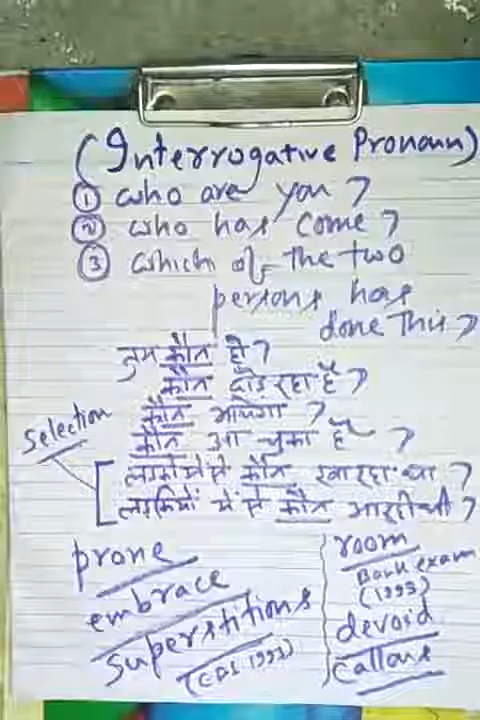 (Interrogative Pronoun)
① who are you ?
② who has come ?
③ which of the two
persons has
done this ?
तुम कौन हो ?
कौन दौड़ रहा है ?
कौन आयेगा ?
कौन आ चुका है ?
Selection
लड़कों में से कौन खा रहा था ?
लड़कियों में से कौन आरती थी ?
prone
embrace
superstitions
(CDS 1993)
room
Bank exam
(1993)
devoid
callous